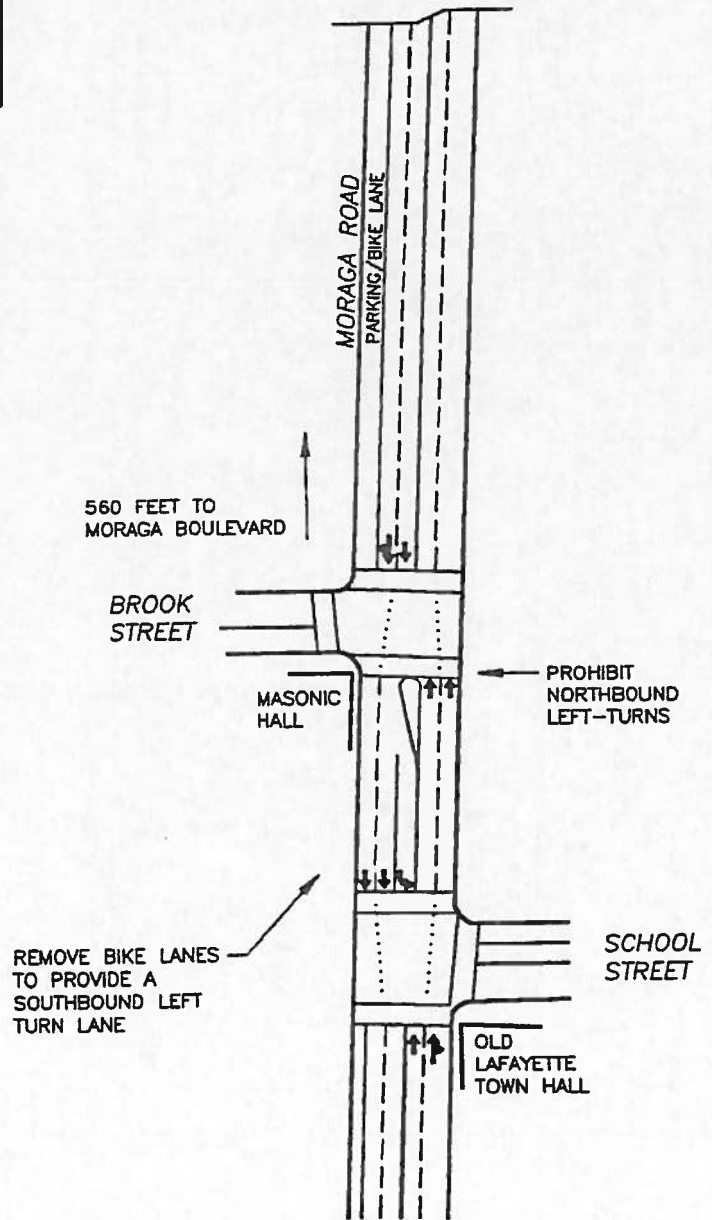 MORAGA ROAD
PARKING/BIKE LANE
560 FEET TO
MORAGA BOULEVARD
BROOK
STREET
MASONIC
HALL
PROHIBIT
NORTHBOUND
LEFT-TURNS
REMOVE BIKE LANES
TO PROVIDE A
SOUTHBOUND LEFT
TURN LANE
SCHOOL
STREET
OLD
LAFAYETTE
TOWN HALL